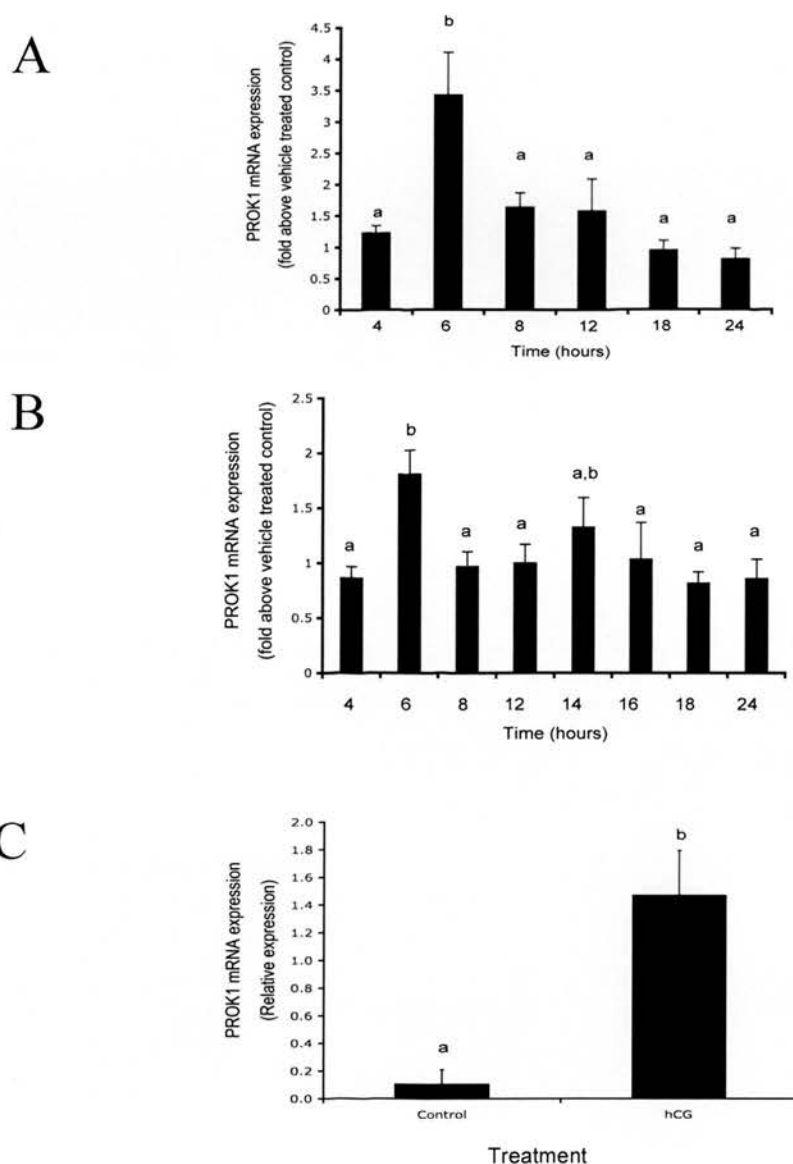 A
PROK1 mRNA expression
(fold above vehicle treated control)
4.5
4
3.5
3
2.5
2
1.5
1
0.5
0
a
b
a
a
a
a
4 6 8 12 18 24
Time (hours)
B
PROK1 mRNA expression
(fold above vehicle treated control)
2.5
2
1.5
1
0.5
0
a
b
a
a
a,b
a
a
a
4 6 8 12 14 16 18 24
Time (hours)
C
PROK1 mRNA expression
(Relative expression)
2.0
1.8
1.6
1.4
1.2
1.0
0.8
0.6
0.4
0.2
0.0
a
b
Control hCG
Treatment